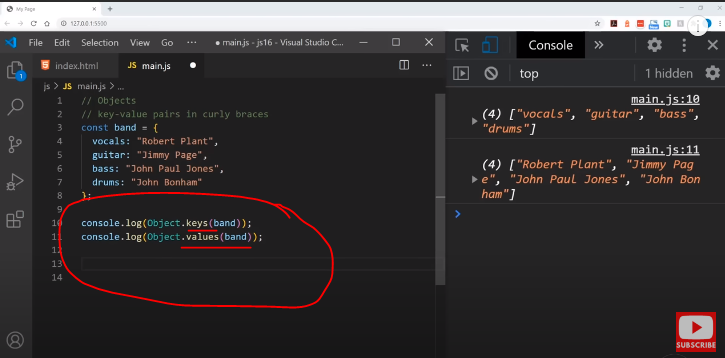 My Page
127.0.0.1:5500
File Edit Selection View Go ··· ● main.js - js16 - Visual Studio C...
Console
index.html
JS main.js
js > JS main.js > ...
top
1 hidden
1 // Objects
2 // key-value pairs in curly braces
3 const band = {
4 vocals: "Robert Plant",
5 guitar: "Jimmy Page",
6 bass: "John Paul Jones",
7 drums: "John Bonham"
8 };
9
10 console.log(Object.keys(band));
11 console.log(Object.values(band));
12
13
14
1
main.js:10
(4) ["vocals", "guitar", "bass",
"drums"]
main.js:11
(4) ["Robert Plant", "Jimmy Pag
e", "John Paul Jones", "John Bon
ham"]
SUBSCRIBE